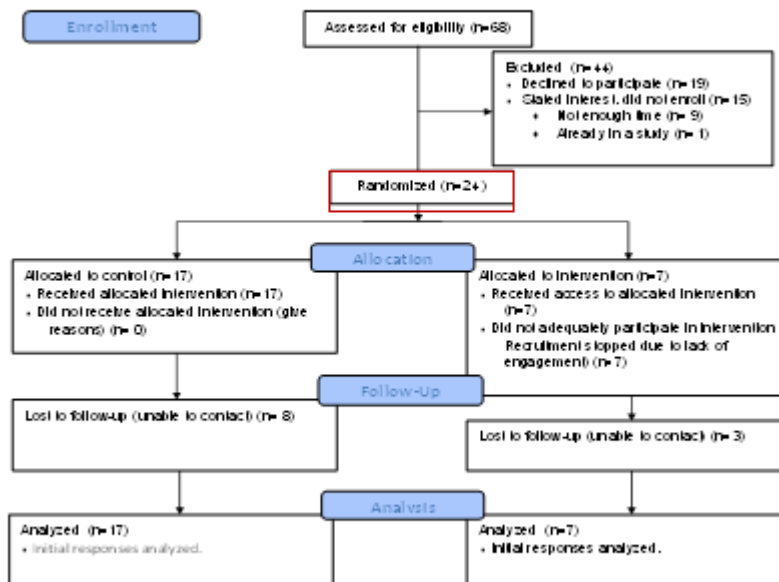 Enrollment
Assessed for eligibility (n=68)
Excluded (n=44)
• Declined to participate (n=19)
• Stated interest, did not enroll (n=15)
• Not enough time (n= 9)
• Already in a study (n= 1)
Randomized (n=24)
Allocation
Allocated to control (n=17)
• Received allocated intervention (n=17)
• Did not receive allocated intervention (give
reasons) (n= 0)
Allocated to intervention (n=7)
• Received access to allocated intervention
(n=7)
• Did not adequately participate in intervention
Recruitment stopped due to lack of
engagement) (n=7)
Follow-Up
Lost to follow-up (unable to contact) (n= 8)
Lost to follow-up (unable to contact) (n= 3)
Analysis
Analyzed (n=17)
• Initial responses analyzed.
Analyzed (n=7)
• Initial responses analyzed.